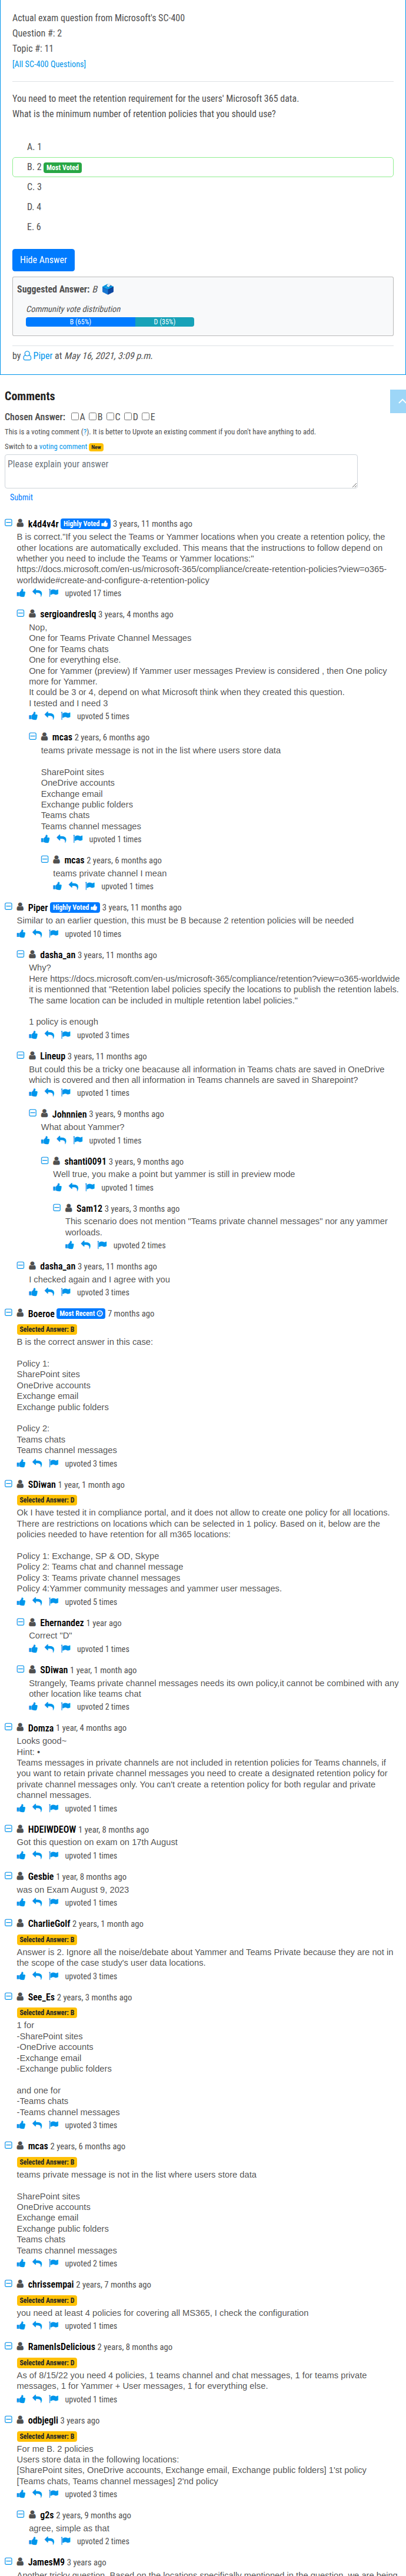 Actual exam question from Microsoft's SC-400
Question #: 2
Topic #: 11
[All SC-400 Questions]
You need to meet the retention requirement for the users' Microsoft 365 data.
What is the minimum number of retention policies that you should use?
A. 1
B. 2 Most Voted
C. 3
D. 4
E. 6
Hide Answer
Suggested Answer: B
Community vote distribution
B (65%) D (35%)
by Piper at May 16, 2021, 3:09 p.m.
Comments
Chosen Answer: A B C D E
This is a voting comment (?). It is better to Upvote an existing comment if you don't have anything to add.
Switch to a voting comment New
Please explain your answer
Submit
k4d4v4r Highly Voted 3 years, 11 months ago
B is correct."If you select the Teams or Yammer locations when you create a retention policy, the
other locations are automatically excluded. This means that the instructions to follow depend on
whether you need to include the Teams or Yammer locations:"
https://docs.microsoft.com/en-us/microsoft-365/compliance/create-retention-policies?view=o365-
worldwide#create-and-configure-a-retention-policy
upvoted 17 times
sergioandreslq 3 years, 4 months ago
Nop,
One for Teams Private Channel Messages
One for Teams chats
One for everything else.
One for Yammer (preview) If Yammer user messages Preview is considered , then One policy
more for Yammer.
It could be 3 or 4, depend on what Microsoft think when they created this question.
I tested and I need 3
upvoted 5 times
mcas 2 years, 6 months ago
teams private message is not in the list where users store data
SharePoint sites
OneDrive accounts
Exchange email
Exchange public folders
Teams chats
Teams channel messages
upvoted 1 times
mcas 2 years, 6 months ago
teams private channel I mean
upvoted 1 times
Piper Highly Voted 3 years, 11 months ago
Similar to an earlier question, this must be B because 2 retention policies will be needed
upvoted 10 times
dasha_an 3 years, 11 months ago
Why?
Here https://docs.microsoft.com/en-us/microsoft-365/compliance/retention?view=o365-worldwide
it is mentionned that "Retention label policies specify the locations to publish the retention labels.
The same location can be included in multiple retention label policies."
1 policy is enough
upvoted 3 times
Lineup 3 years, 11 months ago
But could this be a tricky one beacause all information in Teams chats are saved in OneDrive
which is covered and then all information in Teams channels are saved in Sharepoint?
upvoted 1 times
Johnnien 3 years, 9 months ago
What about Yummer?
upvoted 1 times
shanti0091 3 years, 9 months ago
Well true, you make a point but yammer is still in preview mode
upvoted 1 times
Sam12 3 years, 3 months ago
This scenario does not mention "Teams private channel messages" nor any yammer
worloads.
upvoted 2 times
dasha_an 3 years, 11 months ago
I checked again and I agree with you
upvoted 3 times
Boeroe Most Recent 7 months ago
Selected Answer: B
B is the correct answer in this case:
Policy 1:
SharePoint sites
OneDrive accounts
Exchange email
Exchange public folders
Policy 2:
Teams chats
Teams channel messages
upvoted 3 times
SDiwan 1 year, 1 month ago
Selected Answer: D
Ok I have tested it in compliance portal, and it does not allow to create one policy for all locations.
There are restrictions on locations which can be selected in 1 policy. Based on it, below are the
policies needed to have retention for all m365 locations:
Policy 1: Exchange, SP & OD, Skype
Policy 2: Teams chat and channel message
Policy 3: Teams private channel messages
Policy 4:Yammer community messages and yammer user messages.
upvoted 5 times
Ehernandez 1 year ago
Correct "D"
upvoted 1 times
SDiwan 1 year, 1 month ago
Strangely, Teams private channel messages needs its own policy,it cannot be combined with any
other location like teams chat
upvoted 2 times
Domza 1 year, 4 months ago
Looks good~
Hint: •
Teams messages in private channels are not included in retention policies for Teams channels, if
you want to retain private channel messages you need to create a designated retention policy for
private channel messages only. You can't create a retention policy for both regular and private
channel messages.
upvoted 1 times
HDEIWDEOW 1 year, 8 months ago
Got this question on exam on 17th August
upvoted 1 times
Gesbie 1 year, 8 months ago
was on Exam August 9, 2023
upvoted 1 times
CharlieGolf 2 years, 1 month ago
Selected Answer: B
Answer is 2. Ignore all the noise/debate about Yammer and Teams Private because they are not in
the scope of the case study's user data locations.
upvoted 3 times
See_Es 2 years, 3 months ago
Selected Answer: B
1 for
-SharePoint sites
-OneDrive accounts
-Exchange email
-Exchange public folders
and one for
-Teams chats
-Teams channel messages
upvoted 3 times
mcas 2 years, 6 months ago
Selected Answer: B
teams private message is not in the list where users store data
SharePoint sites
OneDrive accounts
Exchange email
Exchange public folders
Teams chats
Teams channel messages
upvoted 2 times
chrissempai 2 years, 7 months ago
Selected Answer: D
you need at least 4 policies for covering all MS365, I check the configuration
upvoted 1 times
RamenIsDelicious 2 years, 8 months ago
Selected Answer: D
As of 8/15/22 you need 4 policies, 1 teams channel and chat messages, 1 for teams private
messages, 1 for Yammer + User messages, 1 for everything else.
upvoted 1 times
odbjegli 3 years ago
Selected Answer: B
For me B. 2 policies
Users store data in the following locations:
[SharePoint sites, OneDrive accounts, Exchange email, Exchange public folders] 1'st policy
[Teams chats, Teams channel messages] 2'nd policy
upvoted 3 times
g2s 2 years, 9 months ago
agree, simple as that
upvoted 2 times
JamesM9 3 years ago
Another tricky question. Based on the locations specifically mentioned in the question, we are being